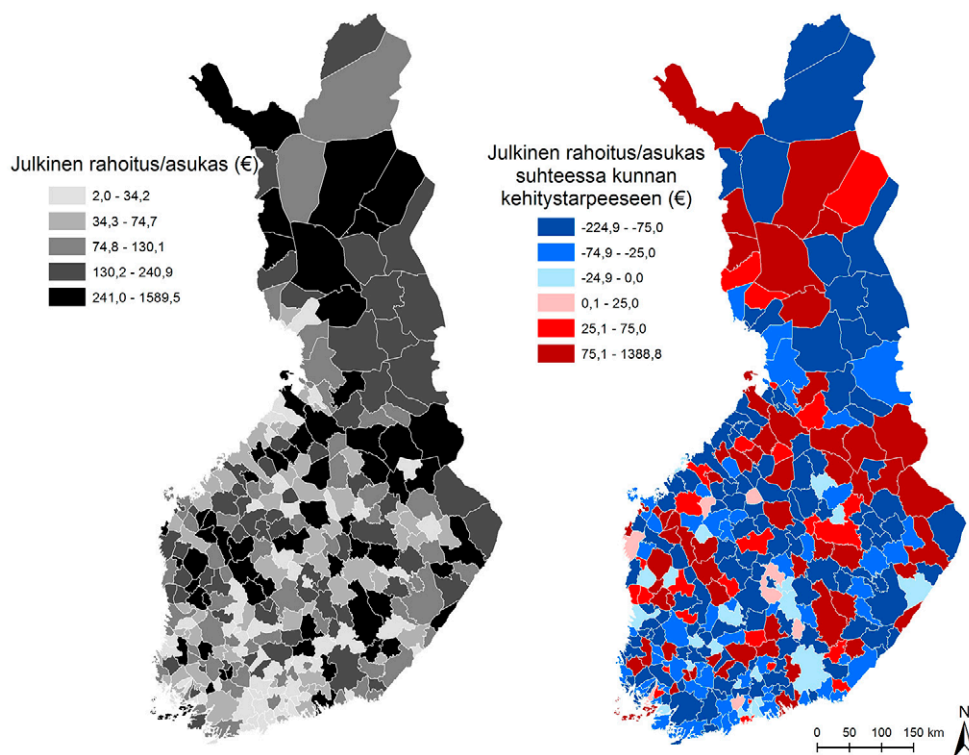 Julkinen rahoitus/asukas (€)
2,0 - 34,2
34,3 - 74,7
74,8 - 130,1
130,2 - 240,9
241,0 - 1589,5
Julkinen rahoitus/asukas
suhteessa kunnan
kehitystarpeeseen (€)
-224,9 - -75,0
-74,9 - -25,0
-24,9 - 0,0
0,1 - 25,0
25,1 - 75,0
75,1 - 1388,8
N
0 50 100 150 km